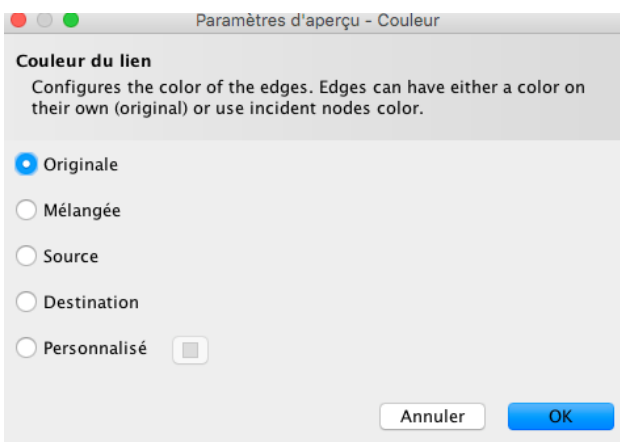 Paramètres d'aperçu - Couleur
Couleur du lien
Configures the color of the edges. Edges can have either a color on
their own (original) or use incident nodes color.
Originale
Mélangée
Source
Destination
Personnalisé
Annuler OK